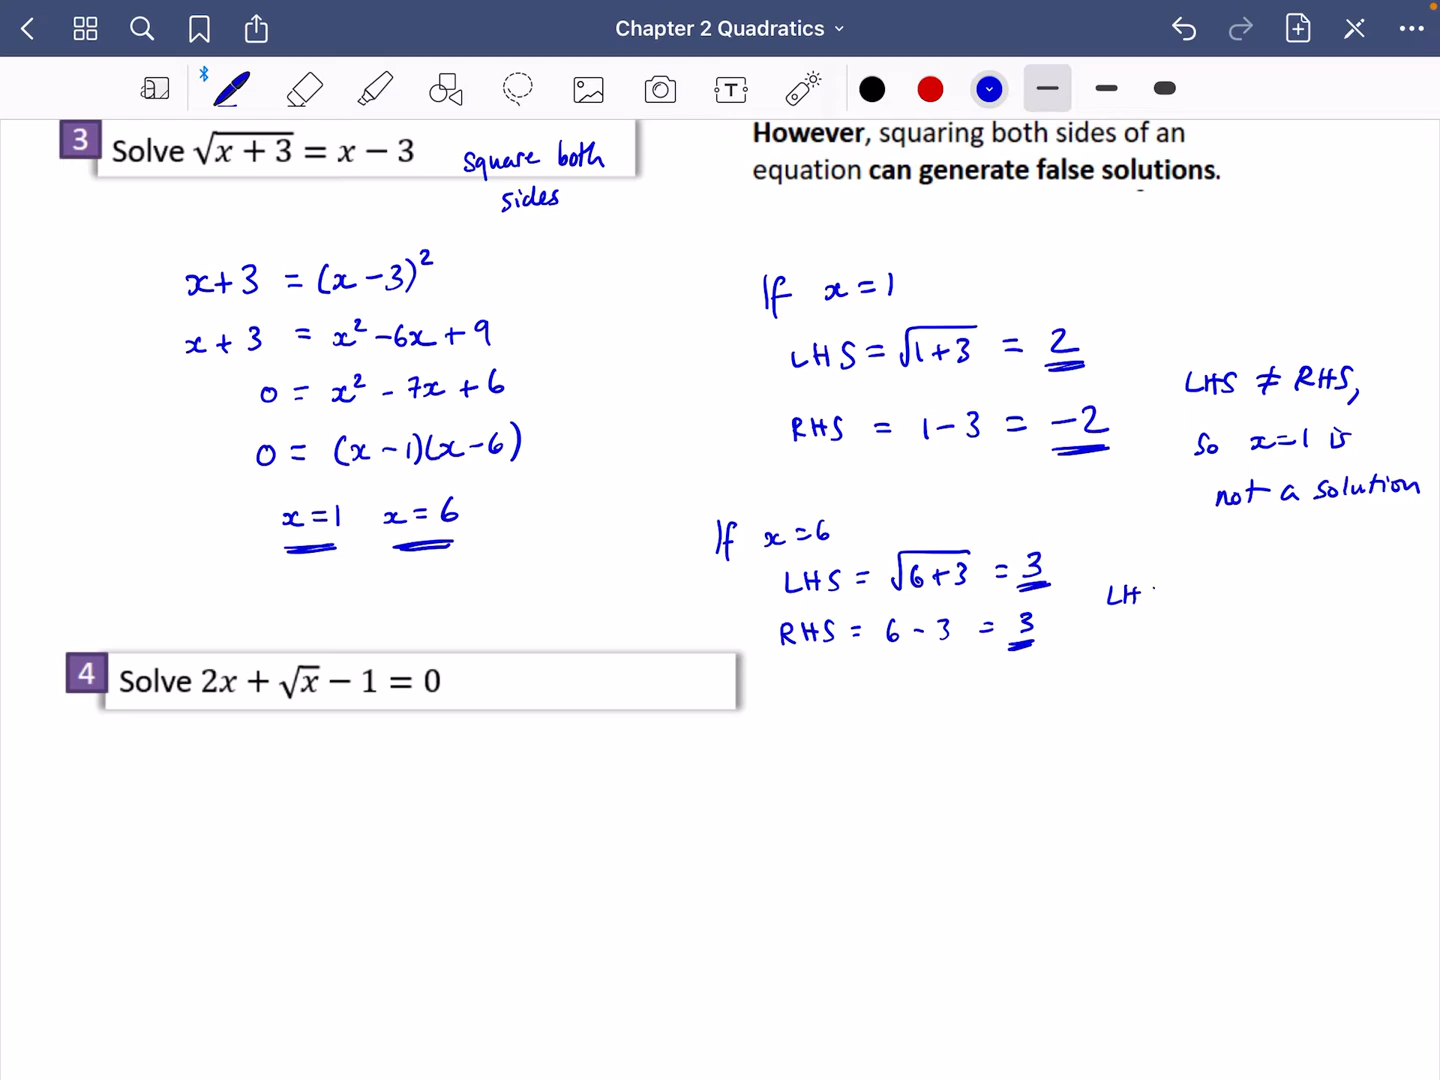 Chapter 2 Quadratics
3 Solve √(x + 3) = x − 3
square both
sides
However, squaring both sides of an
equation can generate false solutions.
x+3 = (x−3)²
x + 3 = x² −6x + 9
0 = x² − 7x + 6
0 = (x − 1)(x − 6)
x=1 x=6
If x=1
LHS = √(1+3) = 2
RHS = 1−3 = −2
LHS ≠ RHS,
so x=1 is
not a solution
If x=6
LHS = √(6+3) = 3
RHS = 6 − 3 = 3
LH
4 Solve 2x + √x − 1 = 0